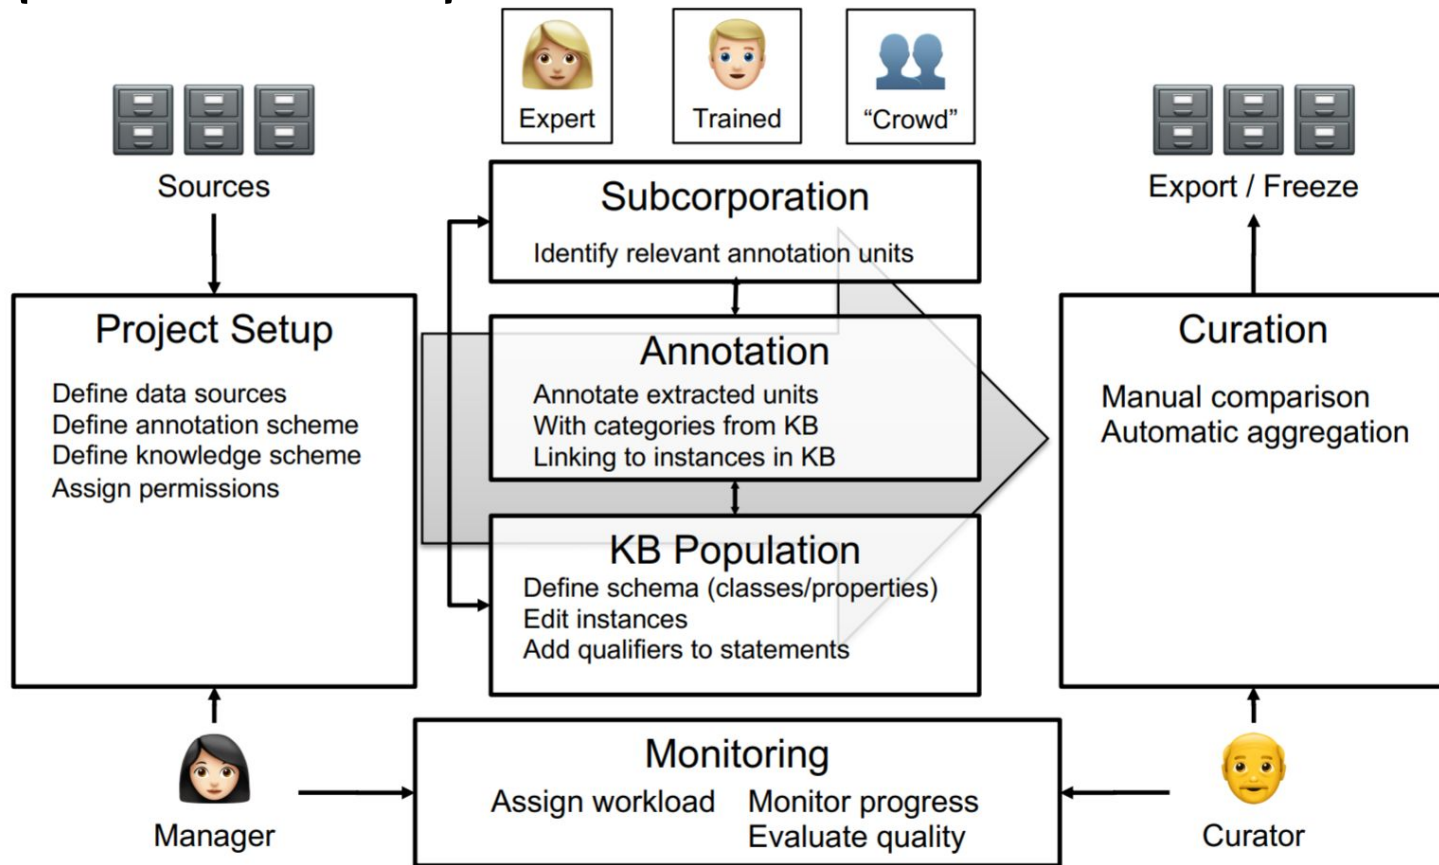 Expert
Trained
“Crowd”
Sources
Export / Freeze
Subcorporation
Identify relevant annotation units
Project Setup
Define data sources
Define annotation scheme
Define knowledge scheme
Assign permissions
Annotation
Annotate extracted units
With categories from KB
Linking to instances in KB
KB Population
Define schema (classes/properties)
Edit instances
Add qualifiers to statements
Curation
Manual comparison
Automatic aggregation
Monitoring
Assign workload
Monitor progress
Evaluate quality
Manager
Curator